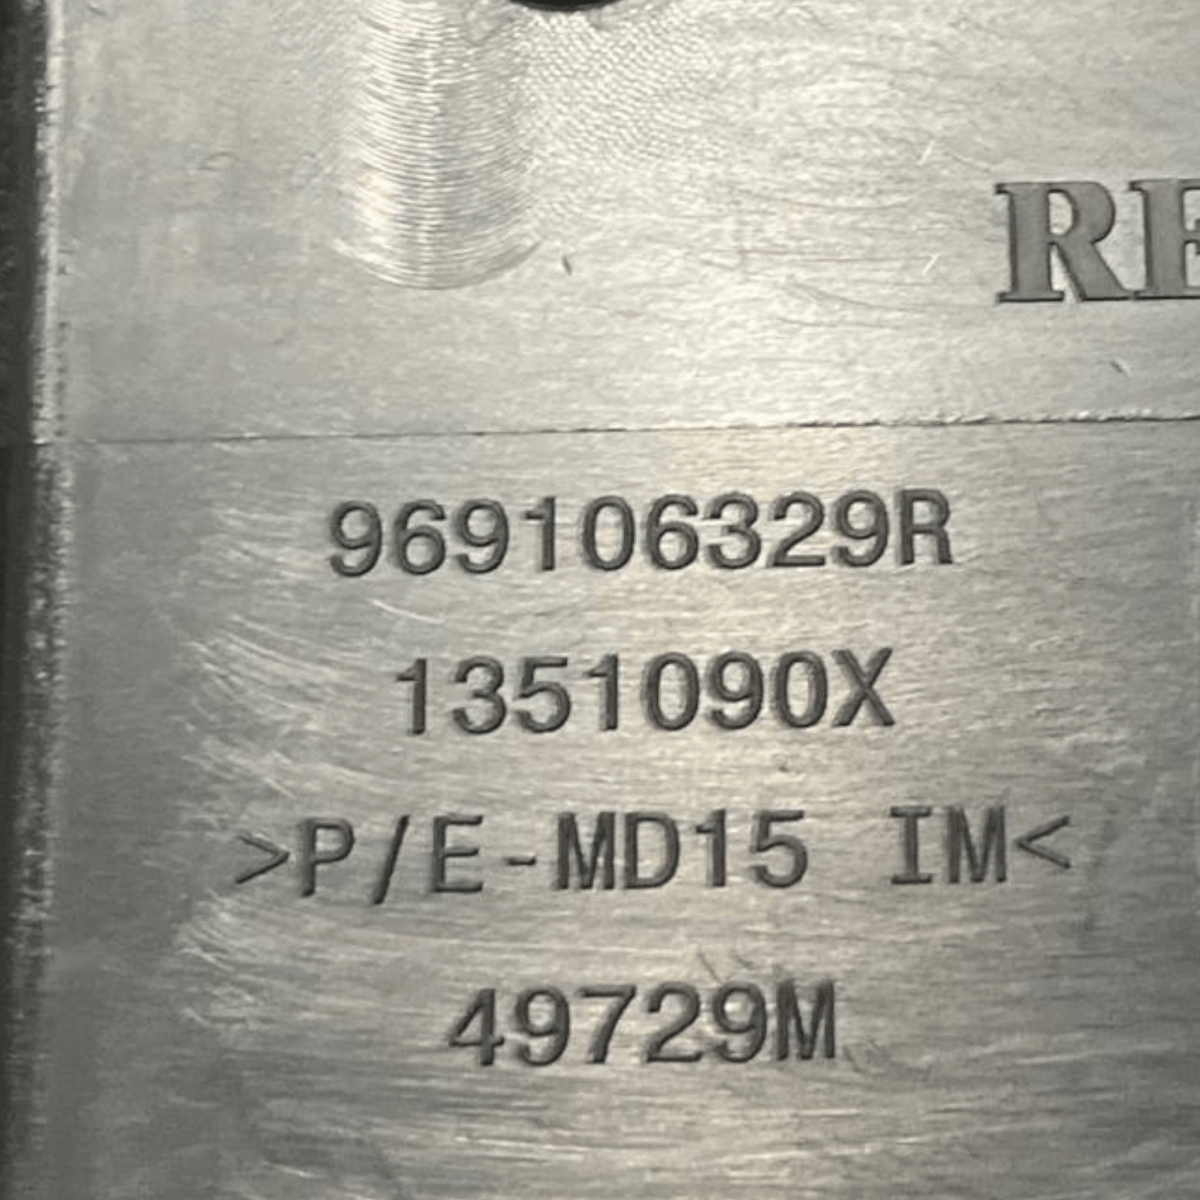 RE
969106329R
1351090X
>P/E-MD15 IM<
49729M